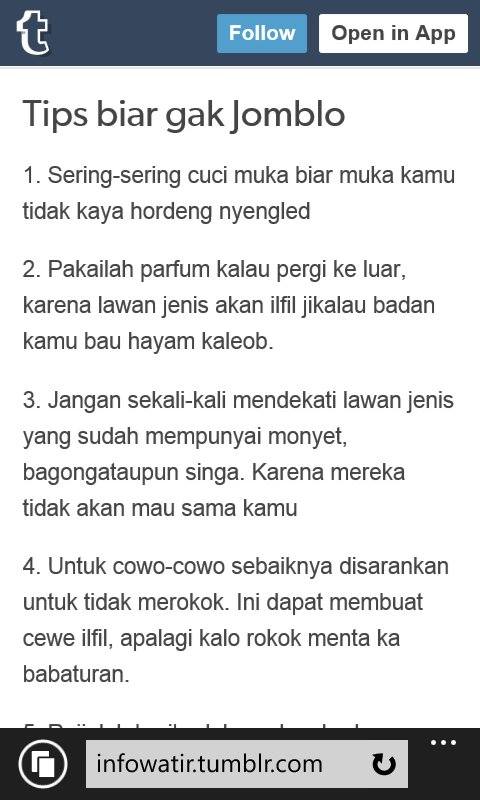 t
Follow
Open in App
Tips biar gak Jomblo
1. Sering-sering cuci muka biar muka kamu
tidak kaya hordeng nyengled
2. Pakailah parfum kalau pergi ke luar,
karena lawan jenis akan ilfil jikalau badan
kamu bau hayam kaleob.
3. Jangan sekali-kali mendekati lawan jenis
yang sudah mempunyai monyet,
bagongataupun singa. Karena mereka
tidak akan mau sama kamu
4. Untuk cowo-cowo sebaiknya disarankan
untuk tidak merokok. Ini dapat membuat
cewe ilfil, apalagi kalo rokok menta ka
babaturan.
infowatir.tumblr.com